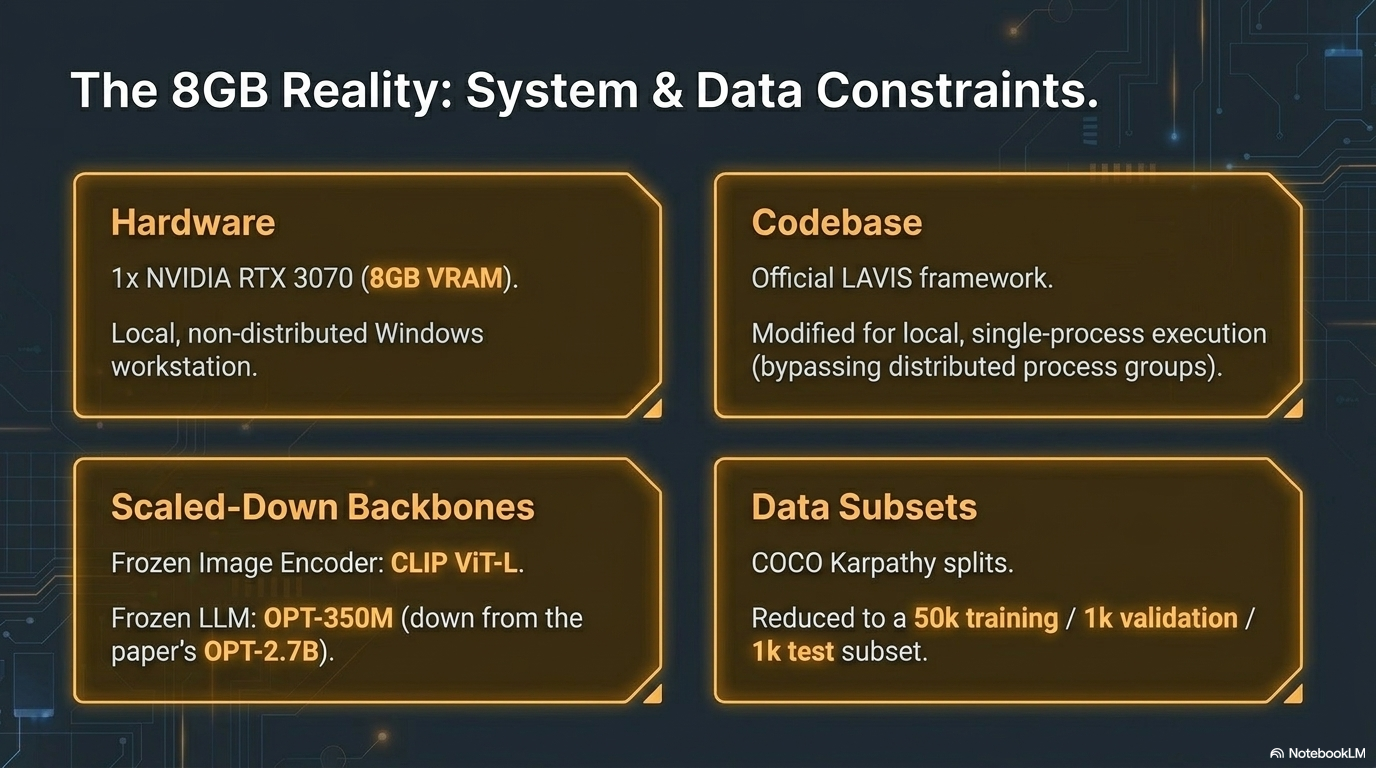 The 8GB Reality: System & Data Constraints.
Hardware
1x NVIDIA RTX 3070 (8GB VRAM).
Local, non-distributed Windows
workstation.
Codebase
Official LAVIS framework.
Modified for local, single-process execution
(bypassing distributed process groups).
Scaled-Down Backbones
Frozen Image Encoder: CLIP ViT-L.
Frozen LLM: OPT-350M (down from the
paper's OPT-2.7B).
Data Subsets
COCO Karpathy splits.
Reduced to a 50k training / 1k validation /
1k test subset.
NotebookLM